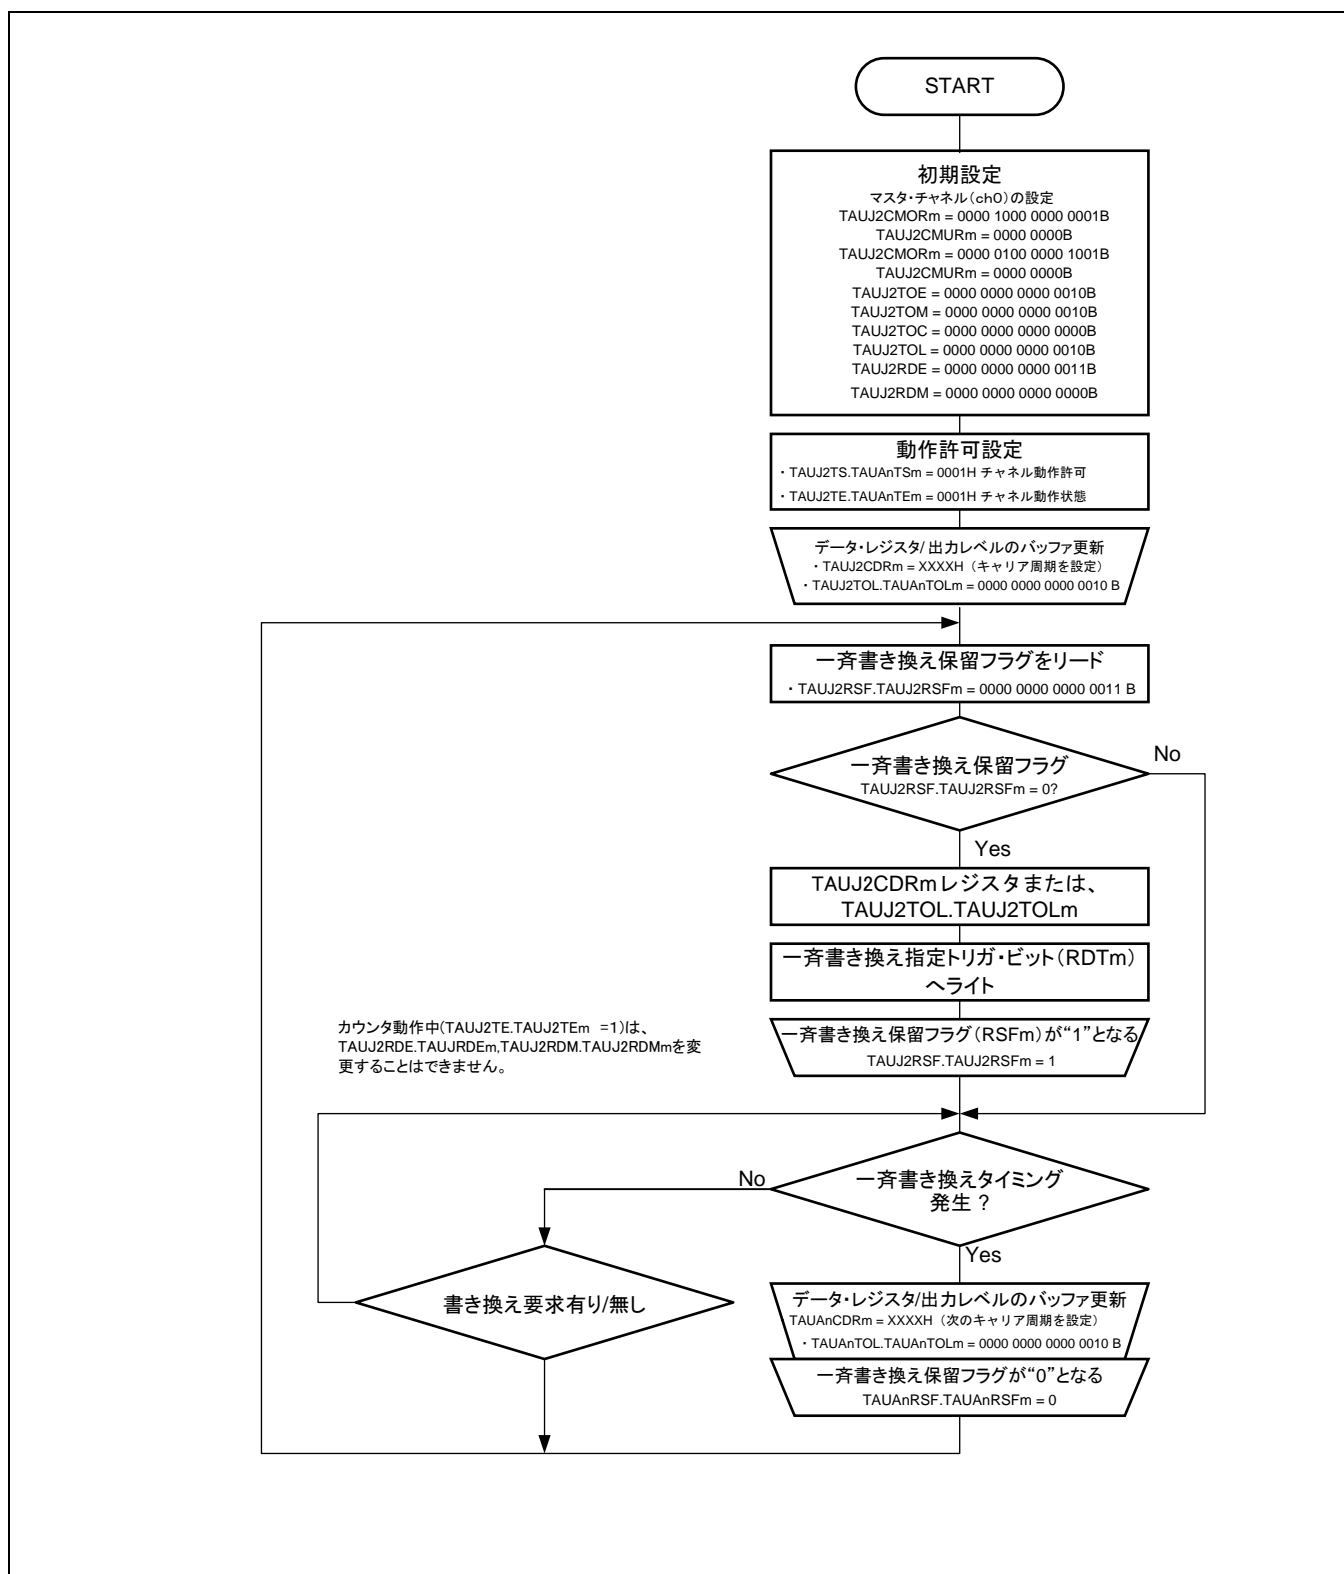 START
初期設定
マスタ・チャネル(ch0)の設定
TAUJ2CMORm = 0000 1000 0000 0001B
TAUJ2CMURm = 0000 0000B
TAUJ2CMORm = 0000 0100 0000 1001B
TAUJ2CMURm = 0000 0000B
TAUJ2TOE = 0000 0000 0000 0010B
TAUJ2TOM = 0000 0000 0000 0010B
TAUJ2TOC = 0000 0000 0000 0000B
TAUJ2TOL = 0000 0000 0000 0010B
TAUJ2RDE = 0000 0000 0000 0011B
TAUJ2RDM = 0000 0000 0000 0000B
動作許可設定
・TAUJ2TS.TAUAnTSm = 0001H チャネル動作許可
・TAUJ2TE.TAUAnTEm = 0001H チャネル動作状態
データ・レジスタ/出力レベルのバッファ更新
・TAUJ2CDRm = XXXXH (キャリア周期を設定)
・TAUJ2TOL.TAUAnTOLm = 0000 0000 0000 0010 B
一斉書き換え保留フラグをリード
・TAUJ2RSF.TAUJ2RSFm = 0000 0000 0000 0011 B
一斉書き換え保留フラグ
TAUJ2RSF.TAUJ2RSFm = 0?
No
Yes
TAUJ2CDRmレジスタまたは、
TAUJ2TOL.TAUJ2TOLm
一斉書き換え指定トリガ・ビット(RDTm)
へライト
一斉書き換え保留フラグ(RSFm)が“1”となる
TAUJ2RSF.TAUJ2RSFm = 1
カウンタ動作中(TAUJ2TE.TAUJ2TEm =1)は、
TAUJ2RDE.TAUJRDEm,TAUJ2RDM.TAUJ2RDMmを変
更することはできません。
一斉書き換えタイミング
発生？
No
Yes
書き換え要求有り/無し
データ・レジスタ/出力レベルのバッファ更新
TAUAnCDRm = XXXXH (次のキャリア周期を設定)
・TAUAnTOL.TAUAnTOLm = 0000 0000 0000 0010 B
一斉書き換え保留フラグが“0”となる
TAUAnRSF.TAUAnRSFm = 0